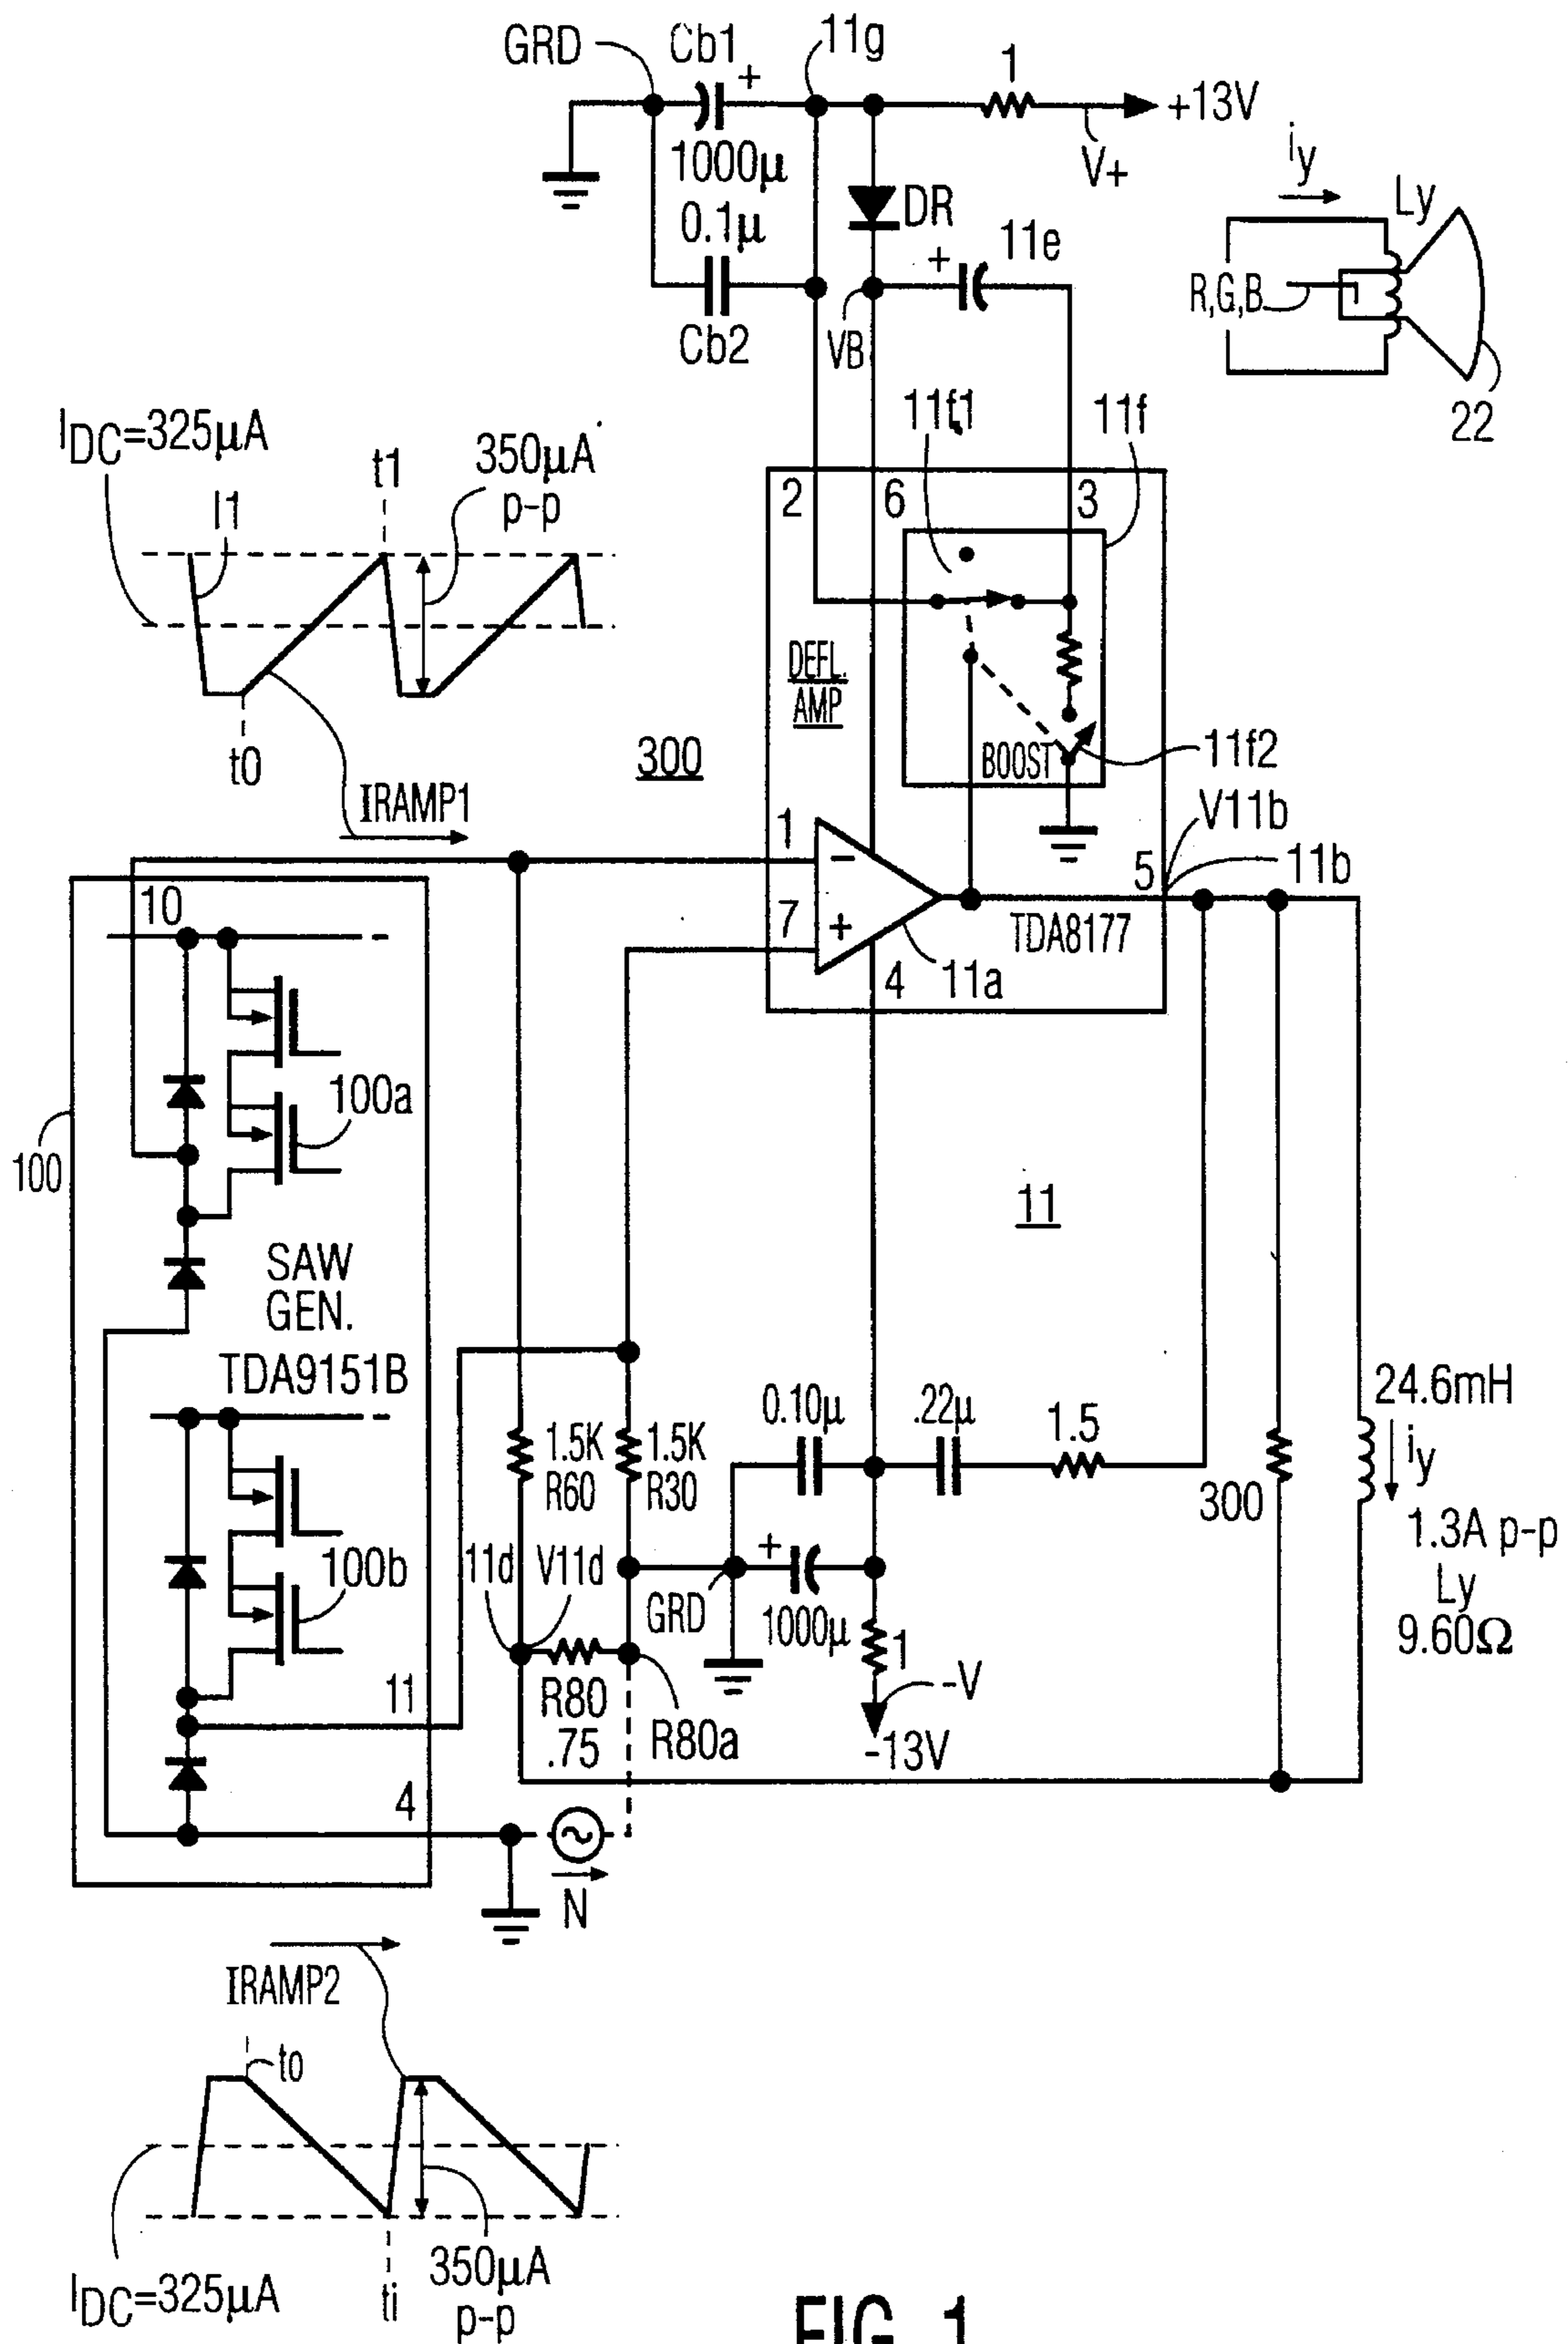 GRD
Cb1
+
11g
1
+13V
1000µ
V+
iy
Ly
0.1µ
DR
+
11e
R,G,B
Cb2
VB
22
11f1
11f
IDC=325µA
t1
350µA
p-p
I1
2
6
3
DEFL.
AMP
t0
300
BOOST
11f2
IRAMP1
V11b
1
−
5
11b
10
7
+
TDA8177
4
11a
100a
100
11
SAW
GEN.
TDA9151B
24.6mH
0.10µ
.22µ
1.5
1.5K
R60
1.5K
R30
iy
300
1.3A p-p
100b
11d
V11d
+
GRD
1000µ
Ly
9.60Ω
1
11
R80
.75
R80a
-V
-13V
4
N
IRAMP2
to
350µA
p-p
IDC=325µA
ti
FIG. 1